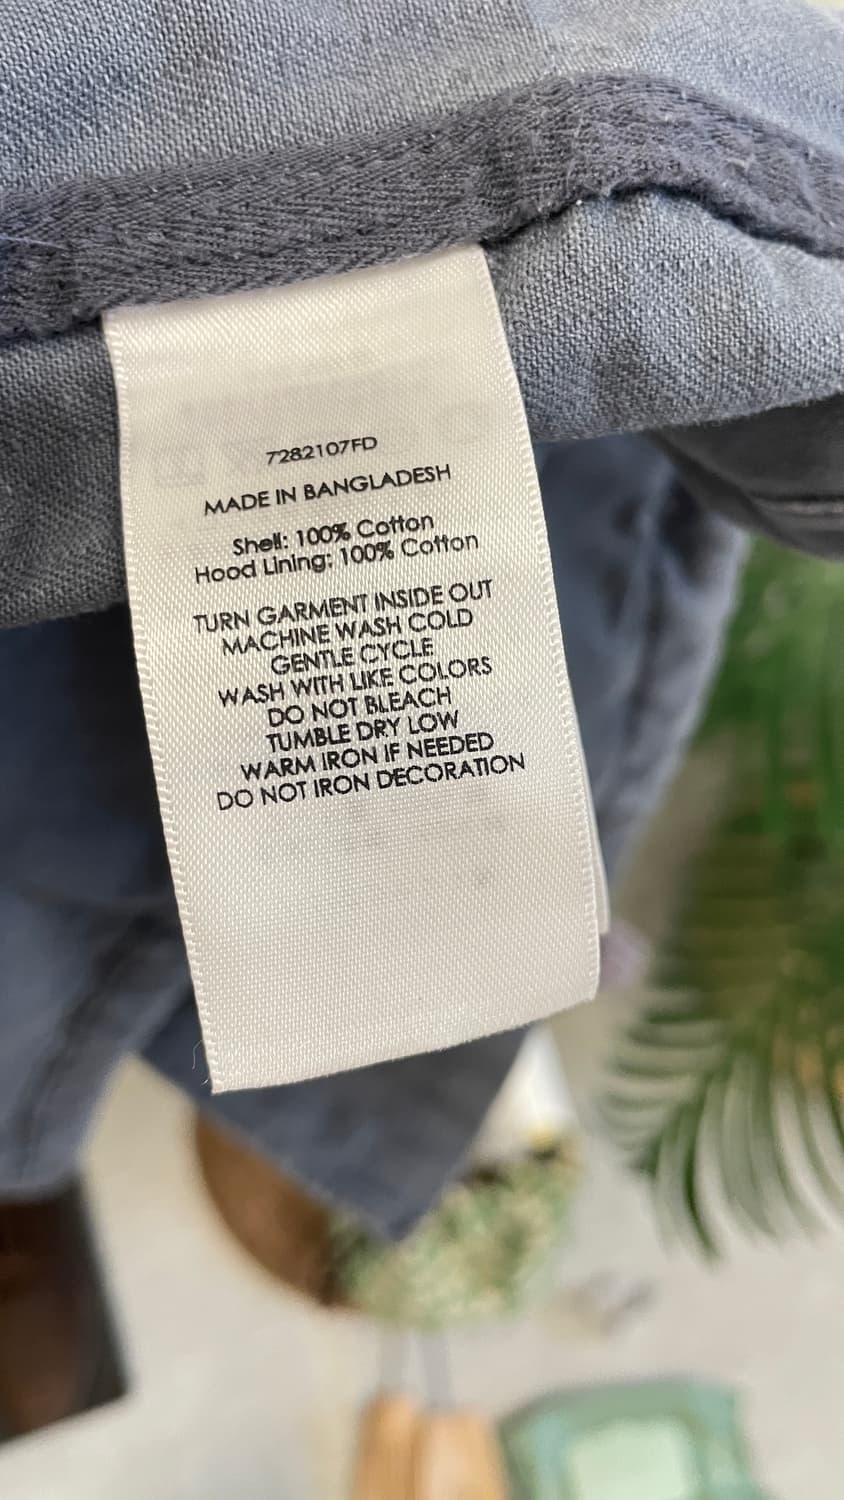 7282107FD
MADE IN BANGLADESH
Shell: 100% Cotton
Hood Lining: 100% Cotton
TURN GARMENT INSIDE OUT
MACHINE WASH COLD
GENTLE CYCLE
WASH WITH LIKE COLORS
DO NOT BLEACH
TUMBLE DRY LOW
WARM IRON IF NEEDED
DO NOT IRON DECORATION